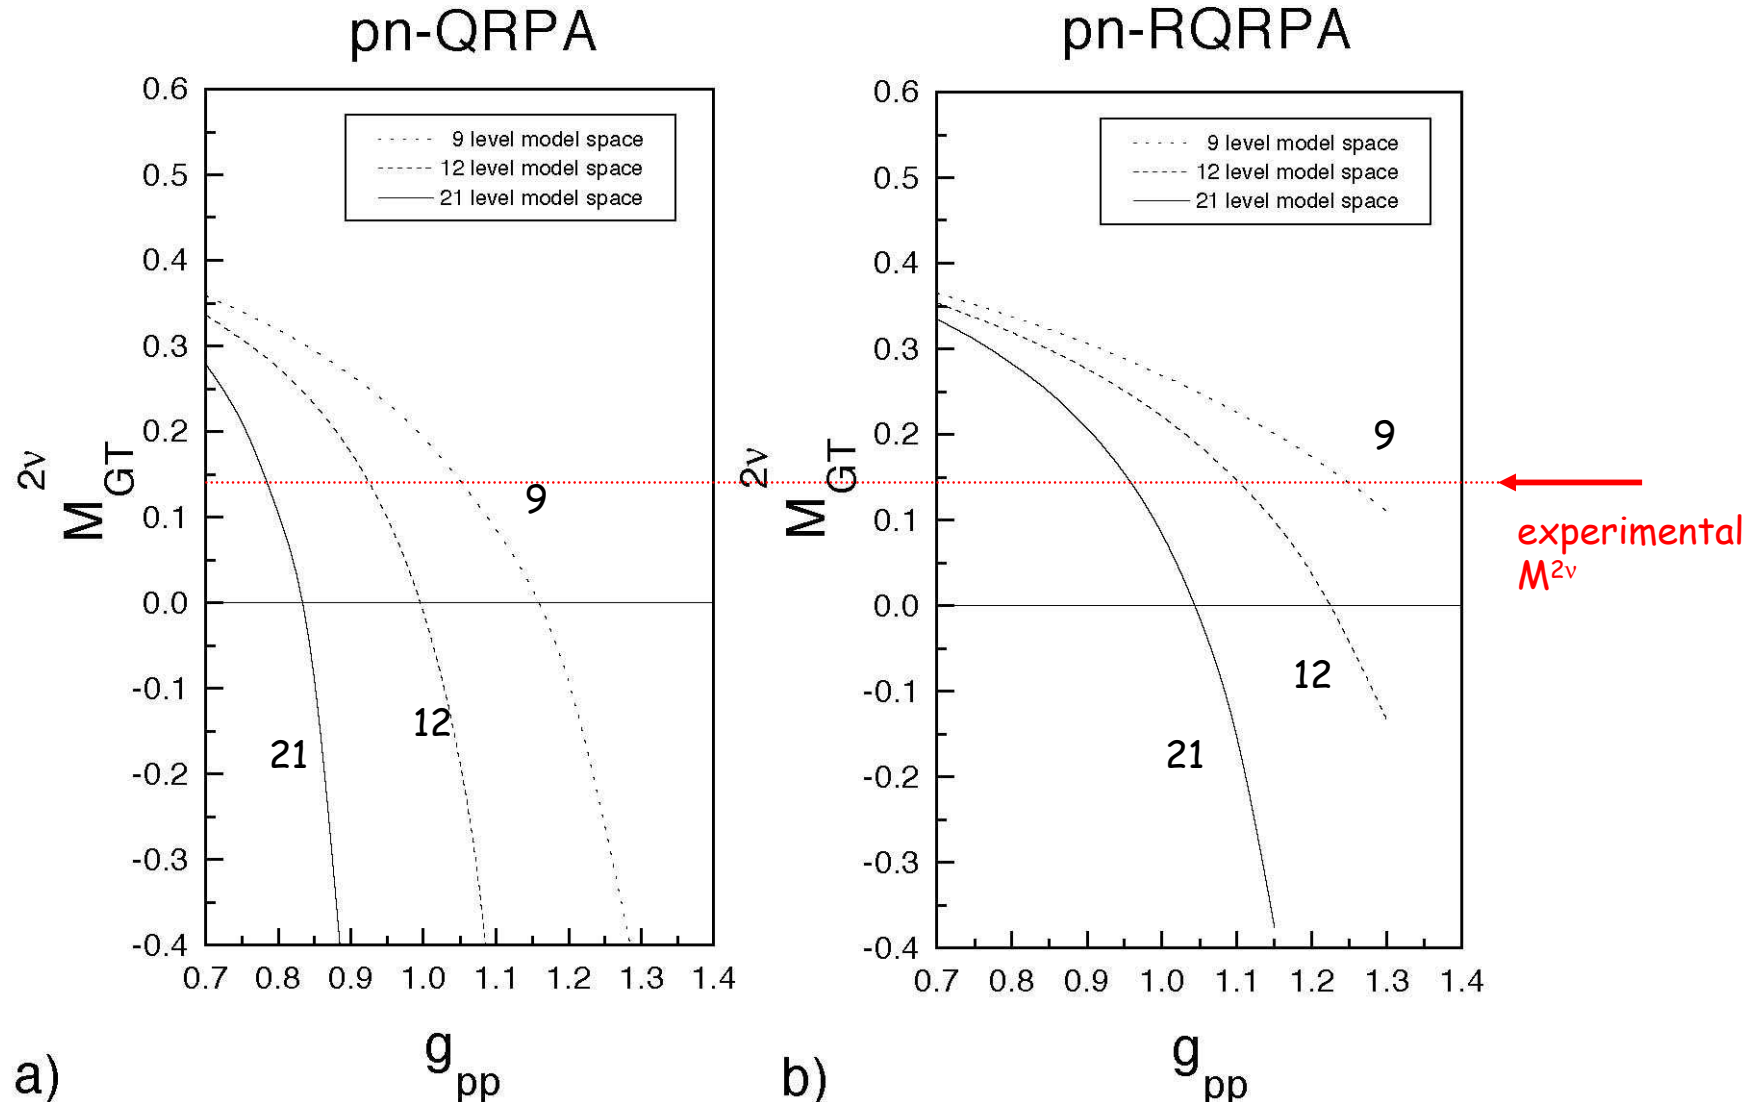 pn-QRPA
0.6
0.5
0.4
0.3
0.2
0.1
0.0
-0.1
-0.2
-0.3
-0.4
9 level model space
12 level model space
21 level model space
M_GT^2ν
9
12
21
0.7 0.8 0.9 1.0 1.1 1.2 1.3 1.4
g_pp
a)
pn-RQRPA
0.6
0.5
0.4
0.3
0.2
0.1
0.0
-0.1
-0.2
-0.3
-0.4
9 level model space
12 level model space
21 level model space
M_GT^2ν
9
12
21
0.7 0.8 0.9 1.0 1.1 1.2 1.3 1.4
g_pp
b)
experimental
M^2ν